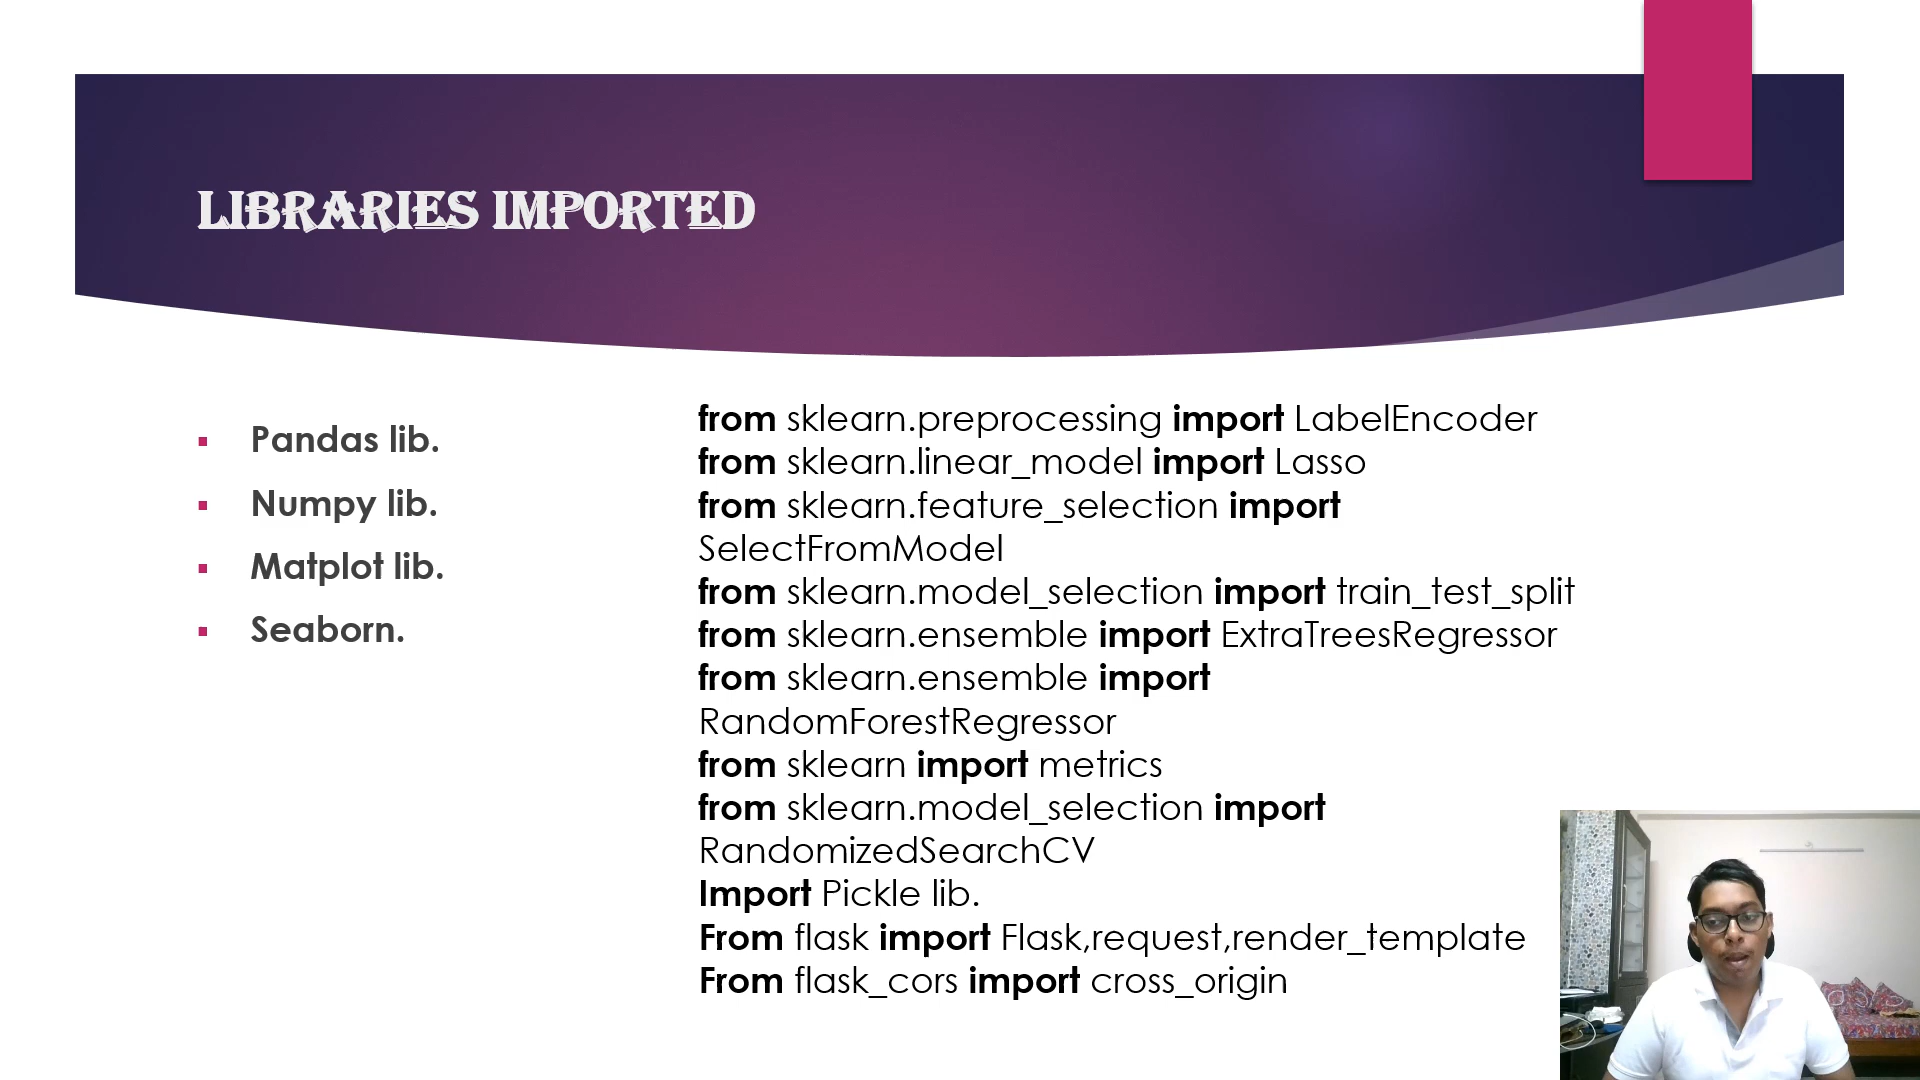 LIBRARIES IMPORTED
Pandas lib.
Numpy lib.
Matplot lib.
Seaborn.
from sklearn.preprocessing import LabelEncoder
from sklearn.linear_model import Lasso
from sklearn.feature_selection import
SelectFromModel
from sklearn.model_selection import train_test_split
from sklearn.ensemble import ExtraTreesRegressor
from sklearn.ensemble import
RandomForestRegressor
from sklearn import metrics
from sklearn.model_selection import
RandomizedSearchCV
Import Pickle lib.
From flask import Flask,request,render_template
From flask_cors import cross_origin